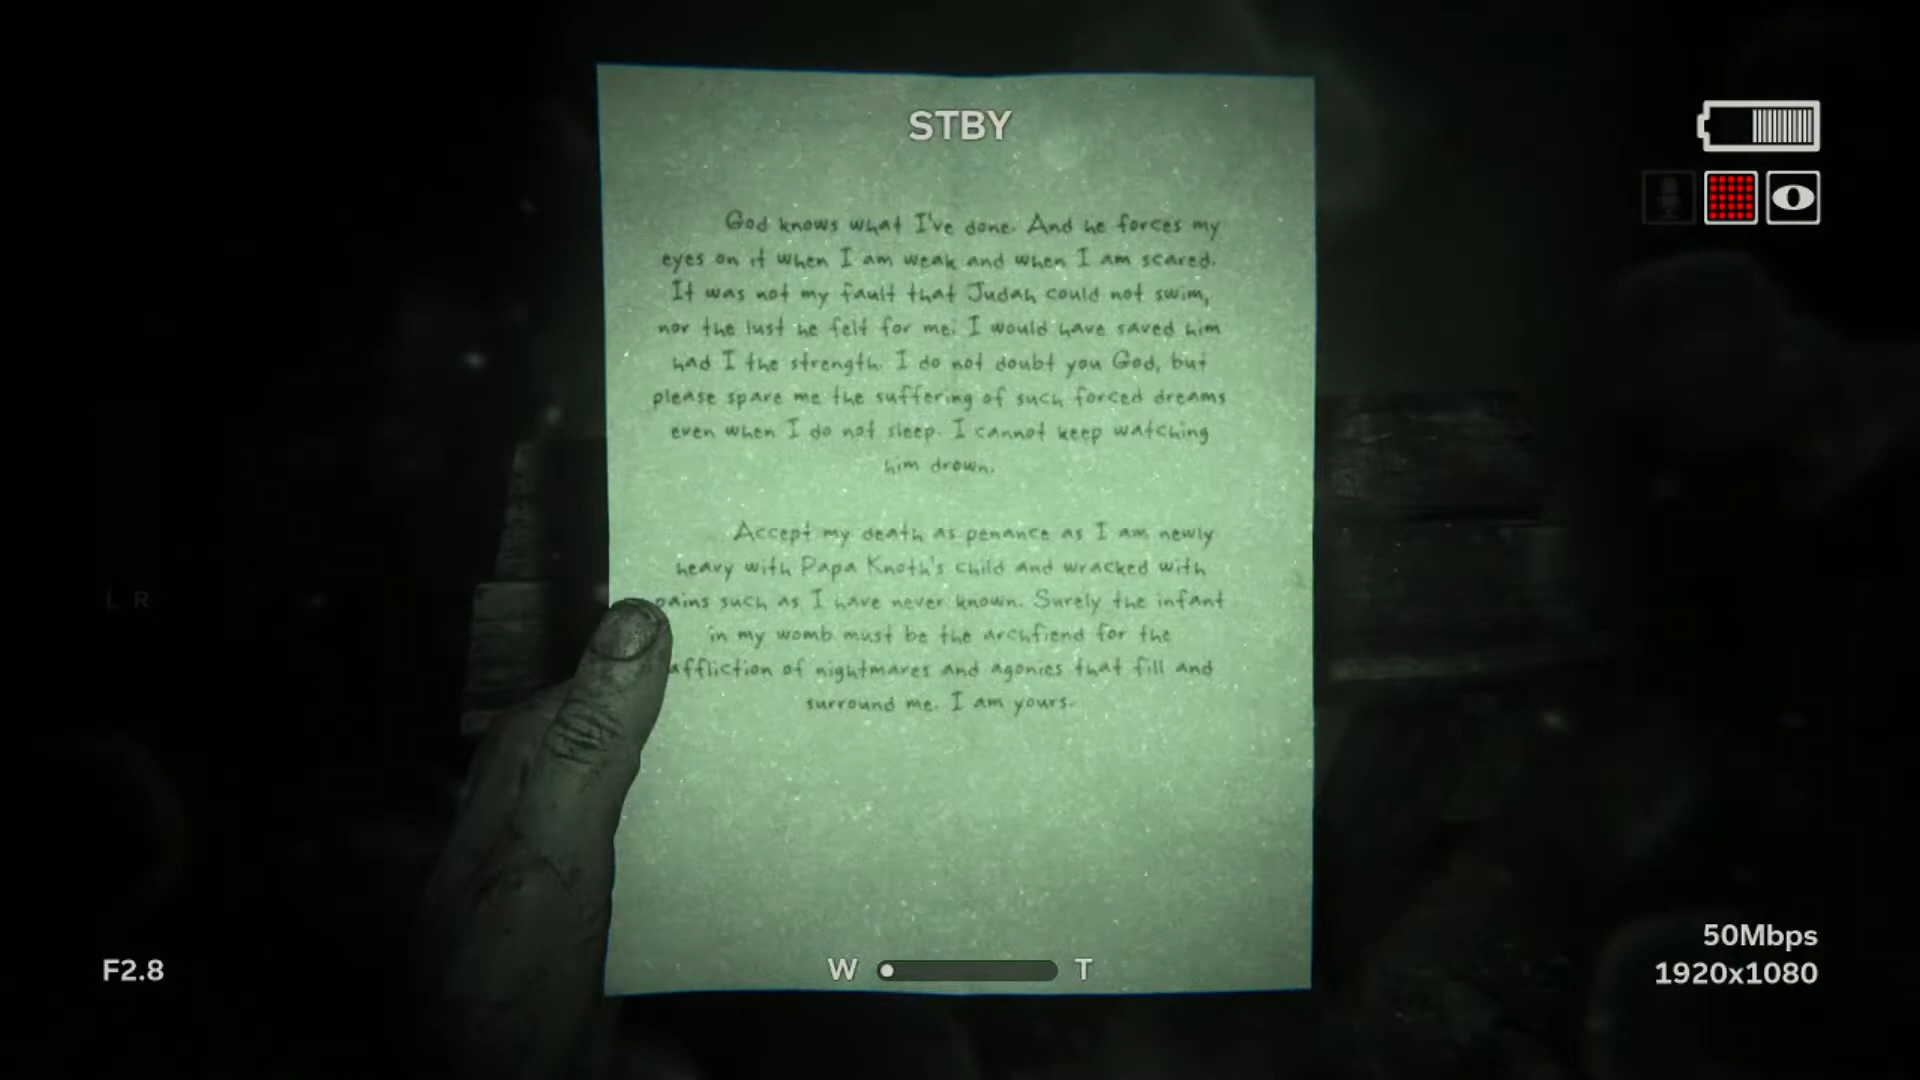 STBY
God knows what I've done. And he forces my
eyes on it when I am weak and when I am scared.
It was not my fault that Judah could not swim,
nor the lust he felt for me. I would have saved him
had I the strength. I do not doubt you God, but
please spare me the suffering of such forced dreams
even when I do not sleep. I cannot keep watching
him drown.
Accept my death as penance as I am newly
heavy with Papa Knoth's child and wracked with
pains such as I have never known. Surely the infant
in my womb must be the archfiend for the
affliction of nightmares and agonies that fill and
surround me. I am yours.
L R
F2.8
W T
50Mbps
1920x1080